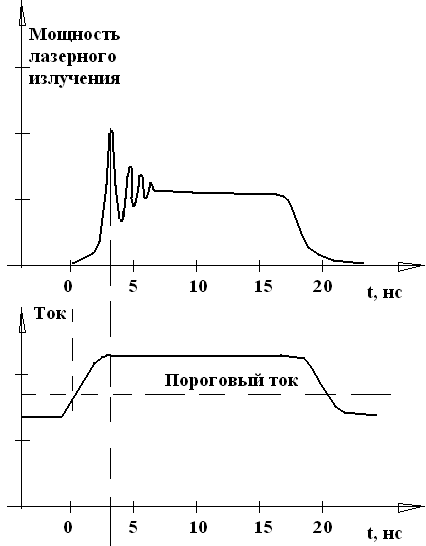 Мощность
лазерного
излучения
0 5 10 15 20
t, нс
Ток
Пороговый ток
0 5 10 15 20
t, нс